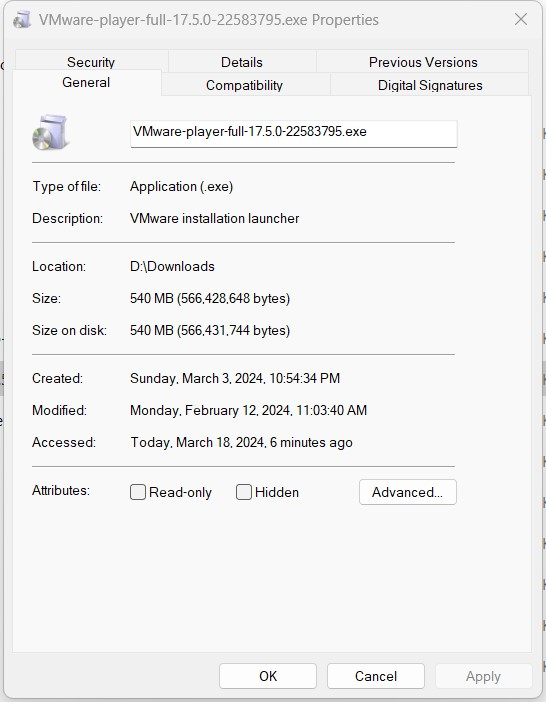 VMware-player-full-17.5.0-22583795.exe Properties
Security Details Previous Versions
General Compatibility Digital Signatures
VMware-player-full-17.5.0-22583795.exe
Type of file: Application (.exe)
Description: VMware installation launcher
Location: D:\Downloads
Size: 540 MB (566,428,648 bytes)
Size on disk: 540 MB (566,431,744 bytes)
Created: Sunday, March 3, 2024, 10:54:34 PM
Modified: Monday, February 12, 2024, 11:03:40 AM
Accessed: Today, March 18, 2024, 6 minutes ago
Attributes: Read-only Hidden Advanced...
OK Cancel Apply